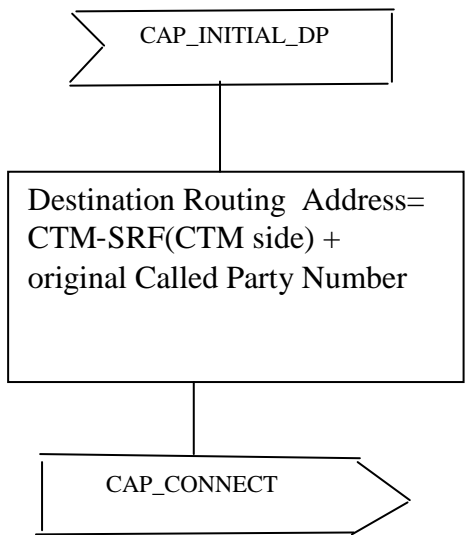 CAP_INITIAL_DP
Destination Routing Address=
CTM-SRF(CTM side) +
original Called Party Number
CAP_CONNECT